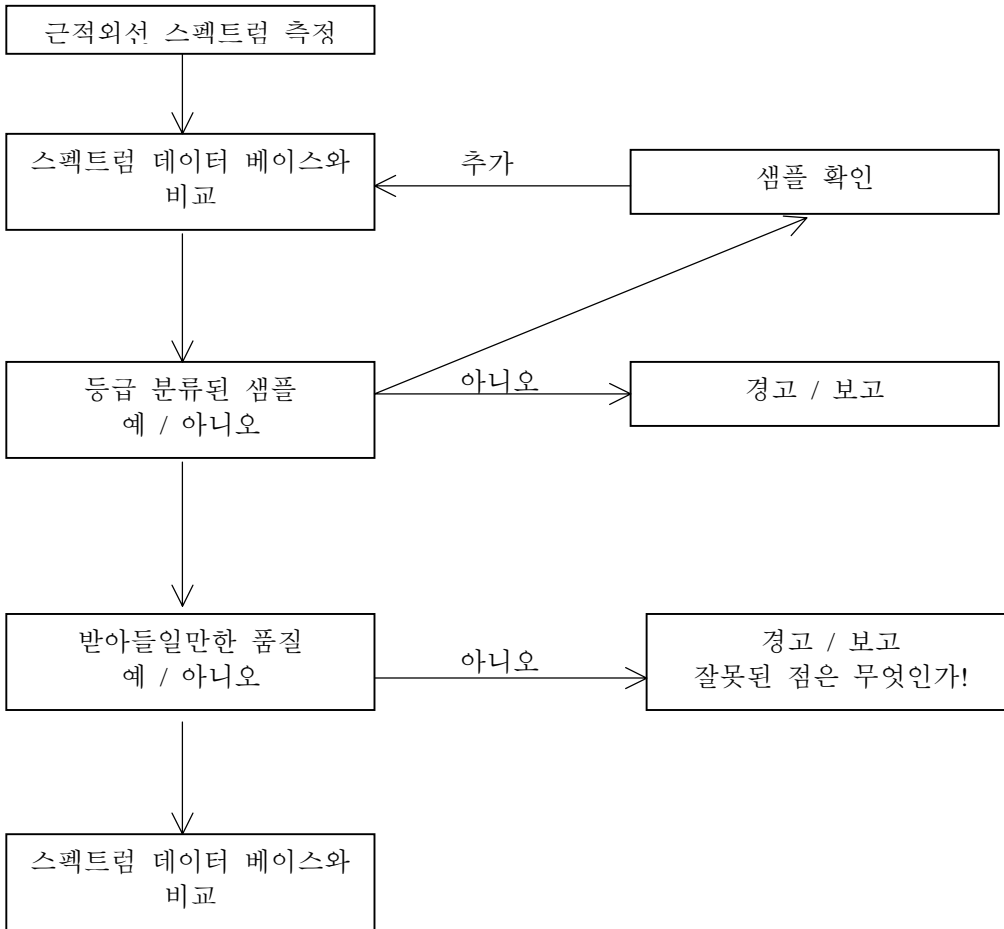 근적외선 스펙트럼 측정
스펙트럼 데이터 베이스와
비교
추가
샘플 확인
등급 분류된 샘플
예 / 아니오
아니오
경고 / 보고
받아들일만한 품질
예 / 아니오
아니오
경고 / 보고
잘못된 점은 무엇인가!
스펙트럼 데이터 베이스와
비교